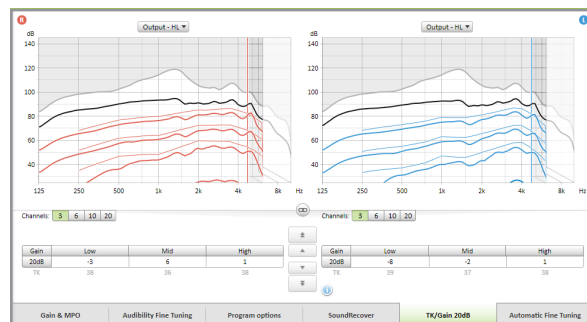 R
Output - HL
L
Output - HL
dB
140
120
100
80
60
40
125
250
500
1k
2k
4k
8k
Hz
dB
140
120
100
80
60
40
125
250
500
1k
2k
4k
8k
Hz
Channels: 3 6 10 20
Channels: 3 6 10 20
Gain Low Mid High
20dB -3 6 1
TK 38 36 38
Gain Low Mid High
20dB -8 -2 1
TK 39 37 38
Gain & MPO
Audibility Fine Tuning
Program options
SoundRecover
TK/Gain 20dB
Automatic Fine Tuning